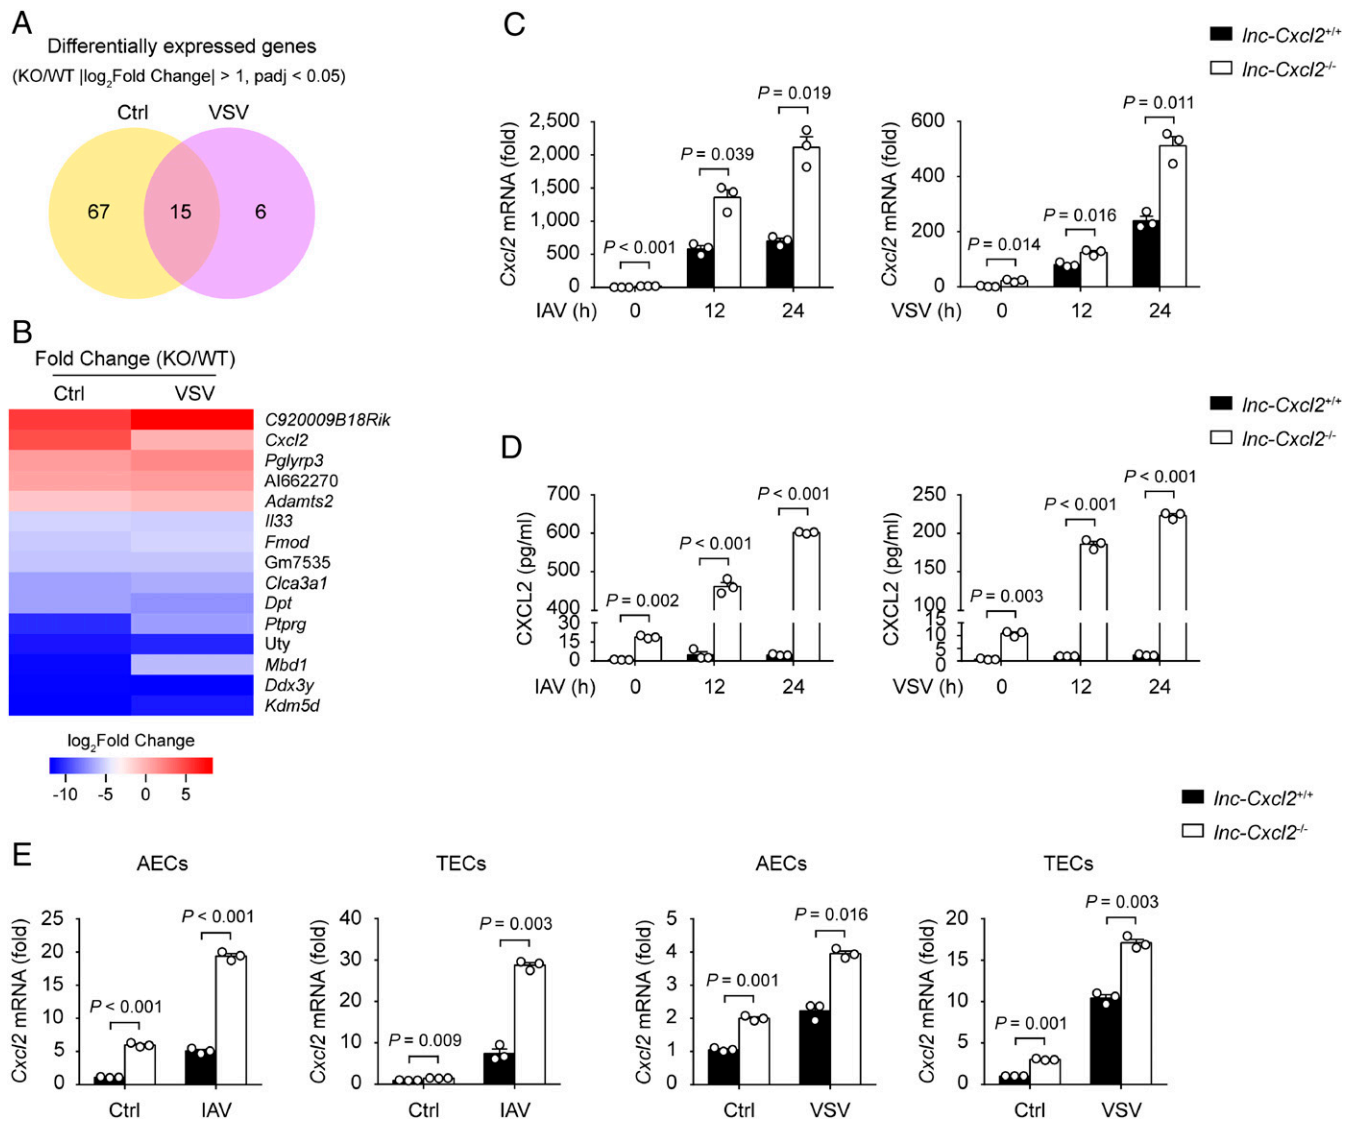 A
Differentially expressed genes
(KO/WT |log2Fold Change| > 1, padj < 0.05)
Ctrl VSV
67 15 6
B
Fold Change (KO/WT)
Ctrl VSV
C920009B18Rik
Cxcl2
Pglyrp3
AI662270
Adamts2
Il33
Fmod
Gm7535
Clca3a1
Dpt
Ptprg
Uty
Mbd1
Ddx3y
Kdm5d
log2Fold Change
-10 -5 0 5
C
lnc-Cxcl2+/+
lnc-Cxcl2-/-
Cxcl2 mRNA (fold)
2,500
2,000
1,500
1,000
500
0
P < 0.001
P = 0.039
P = 0.019
IAV (h) 0 12 24
Cxcl2 mRNA (fold)
600
400
200
0
P = 0.014
P = 0.016
P = 0.011
VSV (h) 0 12 24
D
lnc-Cxcl2+/+
lnc-Cxcl2-/-
CXCL2 (pg/ml)
700
600
500
400
30
15
0
P = 0.002
P < 0.001
P < 0.001
IAV (h) 0 12 24
CXCL2 (pg/ml)
250
200
150
100
15
10
5
0
P = 0.003
P < 0.001
P < 0.001
VSV (h) 0 12 24
E
lnc-Cxcl2+/+
lnc-Cxcl2-/-
AECs
Cxcl2 mRNA (fold)
25
20
15
10
5
0
P < 0.001
P < 0.001
Ctrl IAV
TECs
Cxcl2 mRNA (fold)
40
30
20
10
0
P = 0.009
P = 0.003
Ctrl IAV
AECs
Cxcl2 mRNA (fold)
5
4
3
2
1
0
P = 0.001
P = 0.016
Ctrl VSV
TECs
Cxcl2 mRNA (fold)
20
15
10
5
0
P = 0.001
P = 0.003
Ctrl VSV